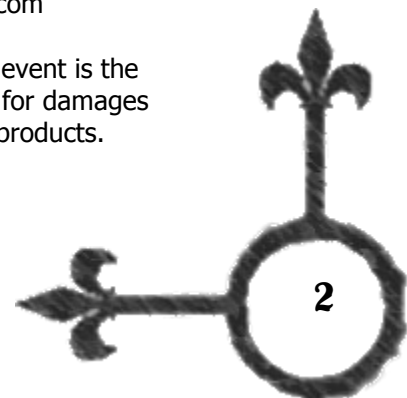 com
event is the
for damages
products.
2